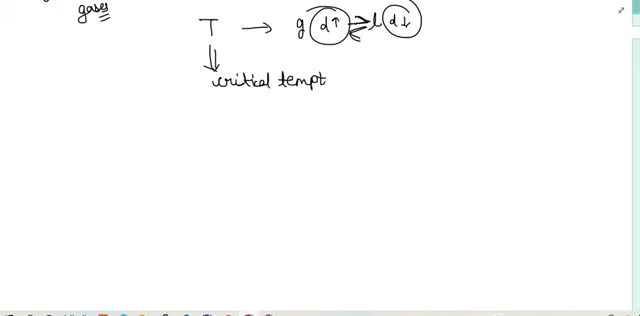 gases
T → g d↑ ⇌ l d↓
critical tempt